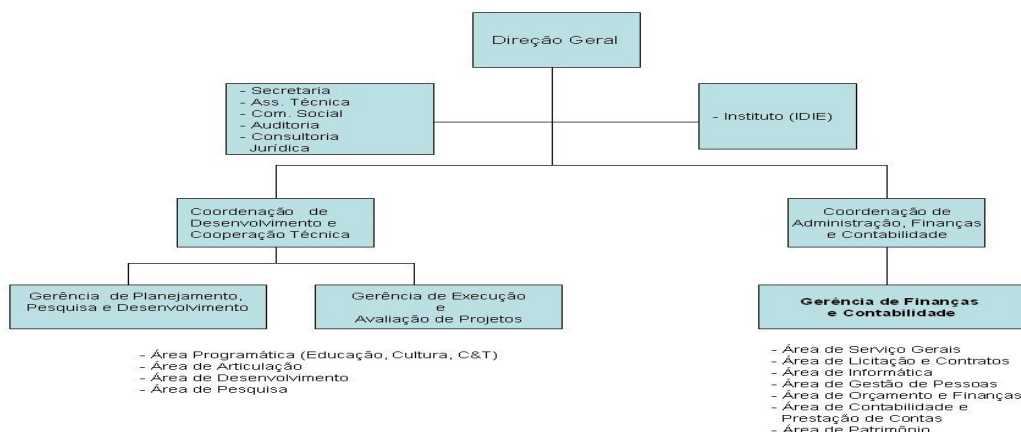 Direção Geral
- Secretaria
- Ass. Técnica
- Com. Social
- Auditoria
- Consultoria
Jurídica
- Instituto (IDIE)
Coordenação de
Desenvolvimento e
Cooperação Técnica
Coordenação de
Administração, Finanças
e Contabilidade
Gerência de Planejamento,
Pesquisa e Desenvolvimento
Gerência de Execução
e
Avaliação de Projetos
Gerência de Finanças
e Contabilidade
- Área Programática (Educação, Cultura, C&T)
- Área de Articulação
- Área de Desenvolvimento
- Área de Pesquisa
- Área de Serviço Gerais
- Área de Licitação e Contratos
- Área de Informática
- Área de Gestão de Pessoas
- Área de Orçamento e Finanças
- Área de Contabilidade e
Prestação de Contas
- Área de Patrimônio